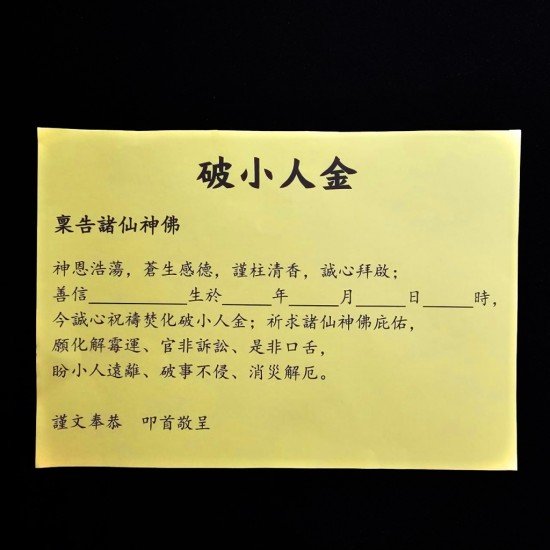 破小人金
稟告諸仙神佛
神恩浩蕩，蒼生感德，謹柱清香，誠心拜啟；
善信__________生於_____年_____月_____日_____時，
今誠心祝禱焚化破小人金；祈求諸仙神佛庇佑，
願化解霉運、官非訴訟、是非口舌，
盼小人遠離、破事不侵、消災解厄。
謹文奉恭　叩首敬呈